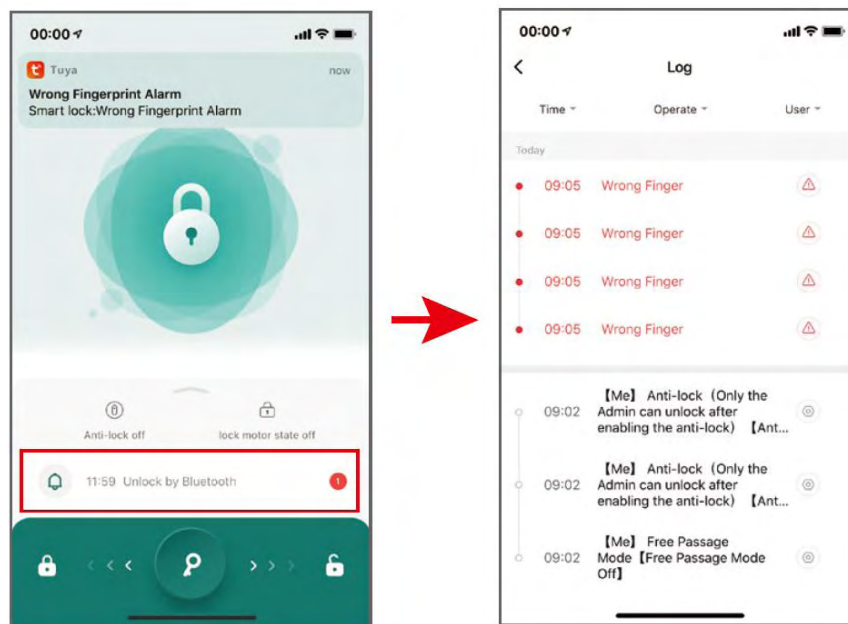 00:00
Tuya
now
Wrong Fingerprint Alarm
Smart lock:Wrong Fingerprint Alarm
Anti-lock off
lock motor state off
11:59 Unlock by Bluetooth
1
00:00
Log
Time
Operate
User
Today
09:05 Wrong Finger
09:05 Wrong Finger
09:05 Wrong Finger
09:05 Wrong Finger
【Me】 Anti-lock（Only the
09:02 Admin can unlock after
enabling the anti-lock）【Ant...
【Me】 Anti-lock（Only the
09:02 Admin can unlock after
enabling the anti-lock）【Ant...
【Me】 Free Passage
09:02 Mode【Free Passage Mode
Off】